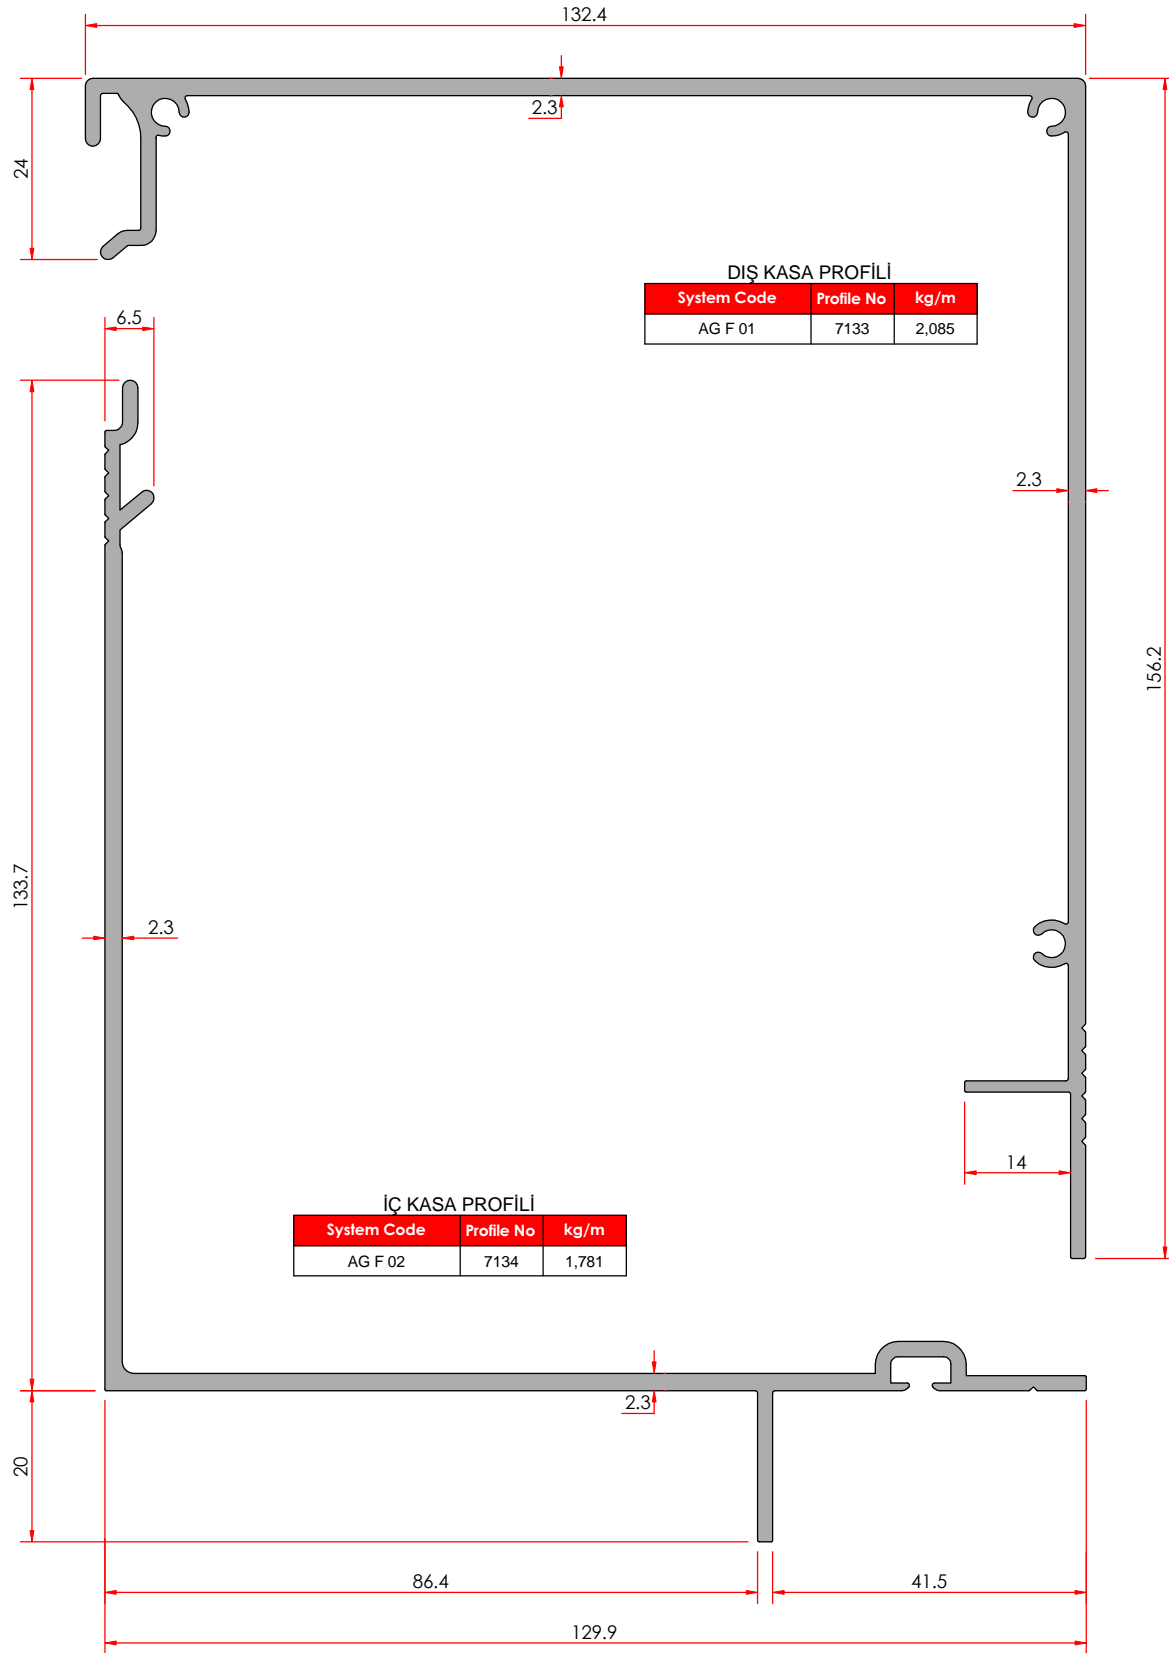 132.4
2.3
24
DIŞ KASA PROFİLİ
System Code Profile No kg/m
AG F 01 7133 2,085
6.5
2.3
156.2
133.7
2.3
14
İÇ KASA PROFİLİ
System Code Profile No kg/m
AG F 02 7134 1,781
2.3
20
86.4 41.5
129.9